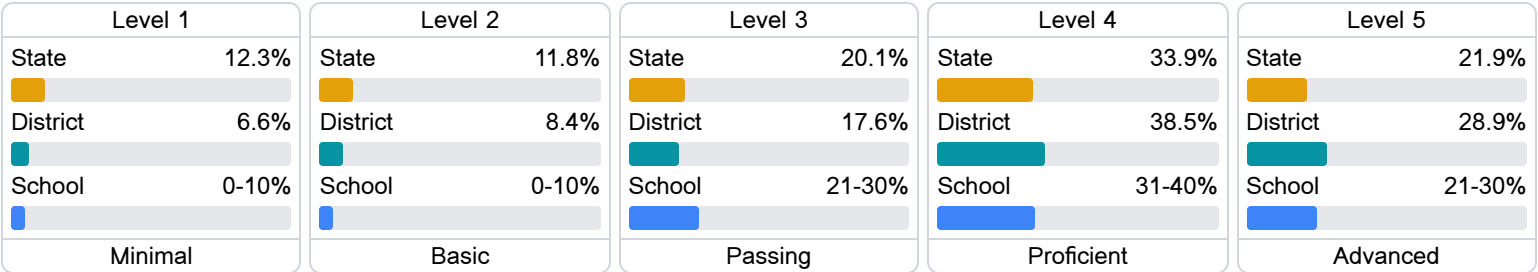 Level 1
State 12.3%
District 6.6%
School 0-10%
Minimal
Level 2
State 11.8%
District 8.4%
School 0-10%
Basic
Level 3
State 20.1%
District 17.6%
School 21-30%
Passing
Level 4
State 33.9%
District 38.5%
School 31-40%
Proficient
Level 5
State 21.9%
District 28.9%
School 21-30%
Advanced